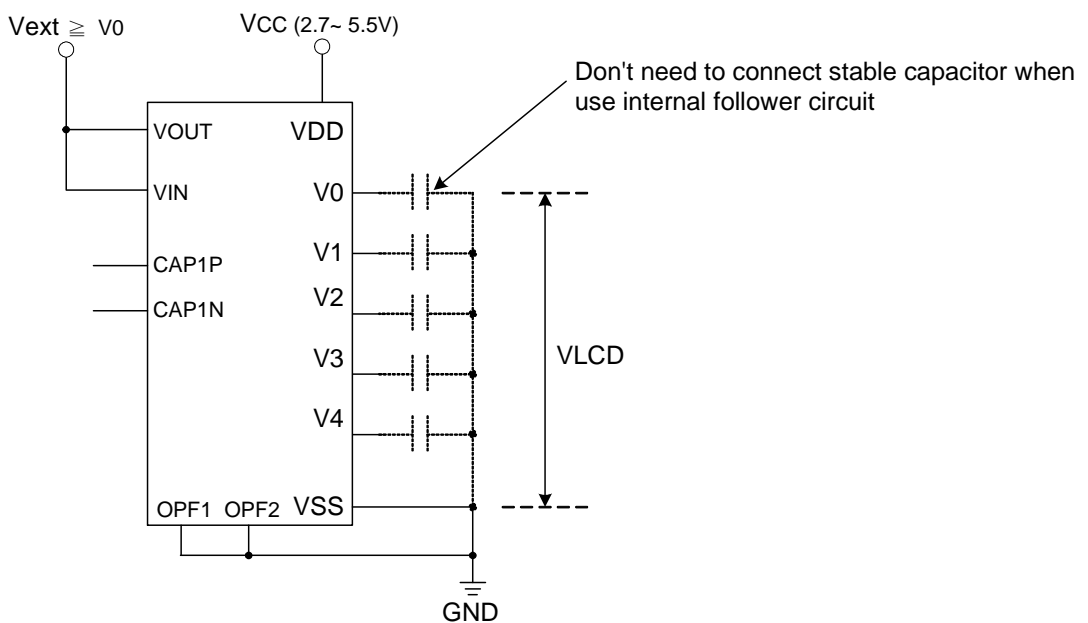 Vext ≧ V0
VCC (2.7~ 5.5V)
Don't need to connect stable capacitor when
use internal follower circuit
VOUT
VDD
VIN
V0
V1
CAP1P
V2
CAP1N
V3
VLCD
V4
OPF1
OPF2
VSS
GND